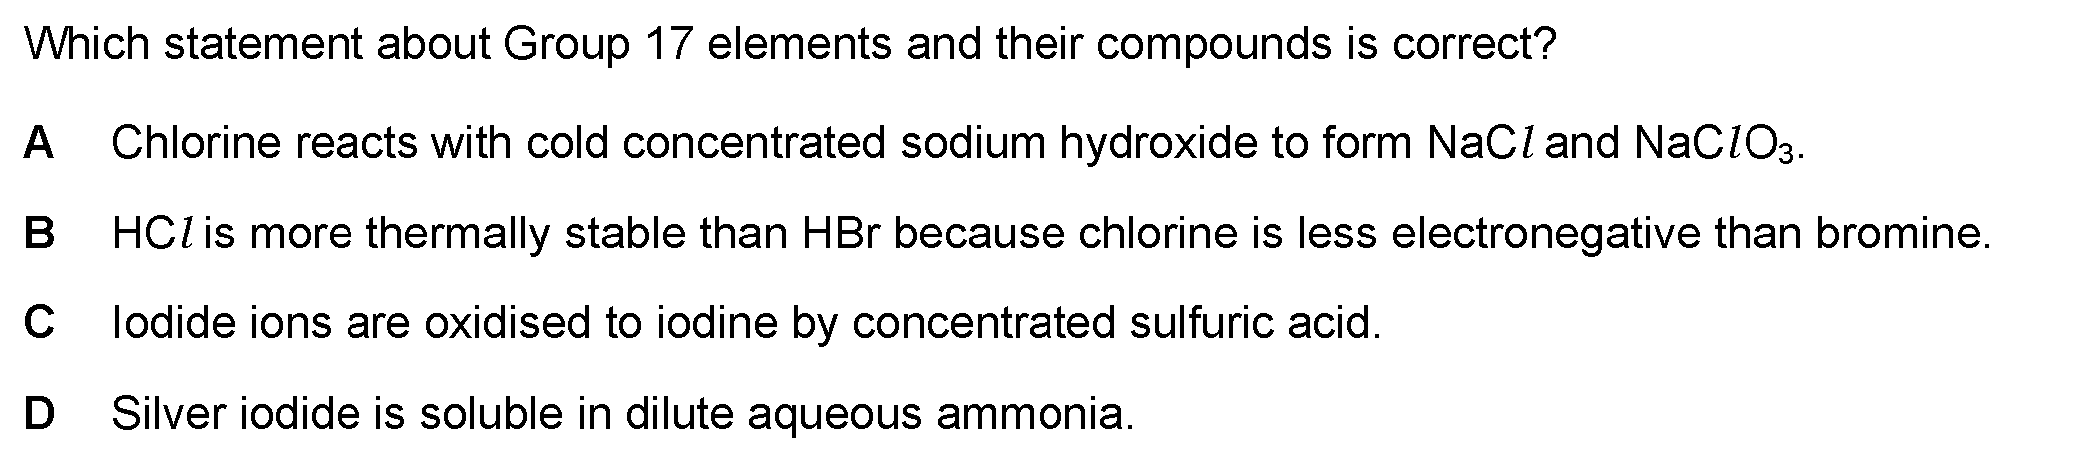 Which statement about Group 17 elements and their compounds is correct?
A Chlorine reacts with cold concentrated sodium hydroxide to form NaCl and NaClO₃.
B HCl is more thermally stable than HBr because chlorine is less electronegative than bromine.
C Iodide ions are oxidised to iodine by concentrated sulfuric acid.
D Silver iodide is soluble in dilute aqueous ammonia.